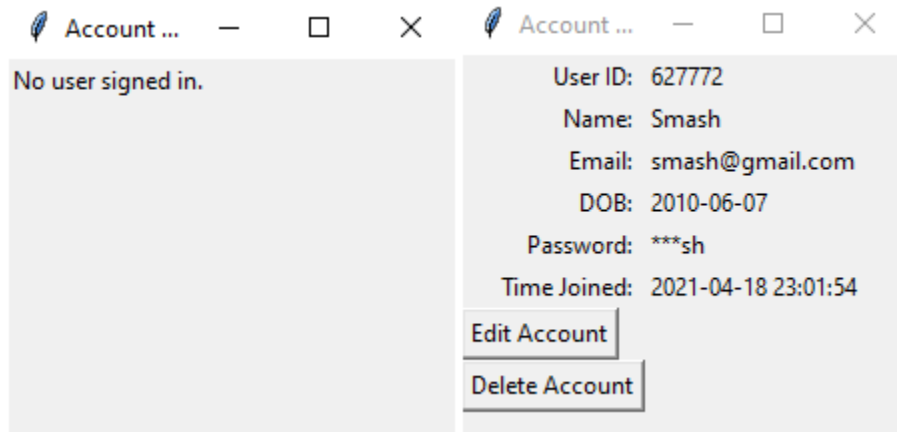 Account ...
No user signed in.
Account ...
User ID: 627772
Name: Smash
Email: smash@gmail.com
DOB: 2010-06-07
Password: ***sh
Time Joined: 2021-04-18 23:01:54
Edit Account
Delete Account